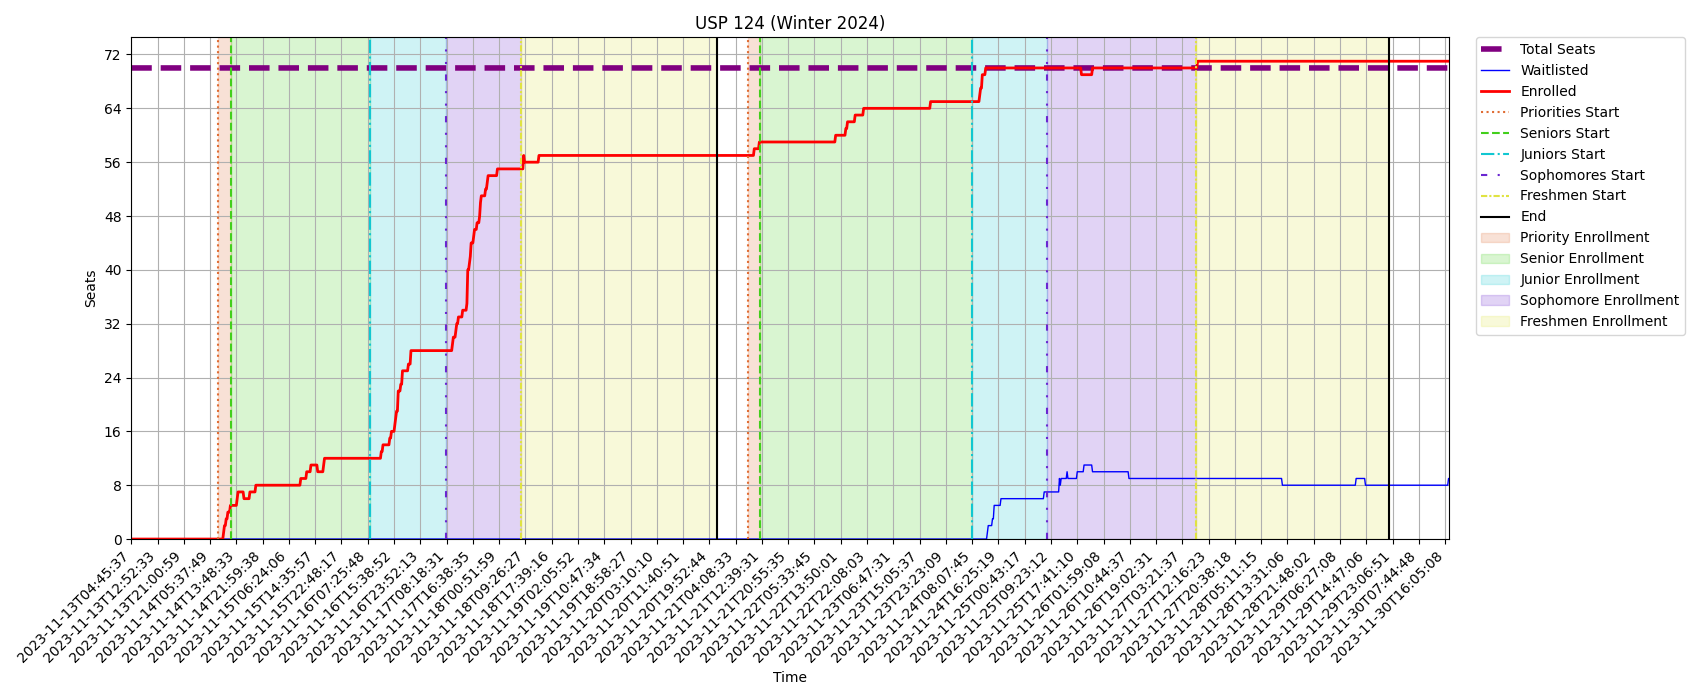 USP 124 (Winter 2024)
72
64
56
48
40
32
24
16
8
0
Seats
2023-11-13T04:45:37
2023-11-13T12:52:33
2023-11-13T21:00:59
2023-11-14T05:37:49
2023-11-14T13:48:33
2023-11-14T21:59:38
2023-11-15T06:24:06
2023-11-15T14:35:57
2023-11-15T22:48:17
2023-11-16T07:25:48
2023-11-16T15:38:52
2023-11-16T23:52:13
2023-11-17T08:18:31
2023-11-17T16:38:35
2023-11-18T00:51:59
2023-11-18T09:26:27
2023-11-18T17:39:16
2023-11-19T02:05:52
2023-11-19T10:47:34
2023-11-19T18:58:27
2023-11-20T03:10:10
2023-11-20T11:40:51
2023-11-20T19:52:44
2023-11-21T04:08:33
2023-11-21T12:39:31
2023-11-21T20:55:35
2023-11-22T05:33:45
2023-11-22T13:50:01
2023-11-22T22:08:03
2023-11-23T06:47:31
2023-11-23T15:05:37
2023-11-23T23:23:09
2023-11-24T08:07:45
2023-11-24T16:25:19
2023-11-25T00:43:17
2023-11-25T09:23:12
2023-11-25T17:41:10
2023-11-26T01:59:08
2023-11-26T10:44:37
2023-11-26T19:02:31
2023-11-27T03:21:37
2023-11-27T12:16:23
2023-11-27T20:38:18
2023-11-28T05:11:15
2023-11-28T13:31:06
2023-11-28T21:48:02
2023-11-29T06:27:08
2023-11-29T14:47:06
2023-11-29T23:06:51
2023-11-30T07:44:48
2023-11-30T16:05:08
Time
Total Seats
Waitlisted
Enrolled
Priorities Start
Seniors Start
Juniors Start
Sophomores Start
Freshmen Start
End
Priority Enrollment
Senior Enrollment
Junior Enrollment
Sophomore Enrollment
Freshmen Enrollment